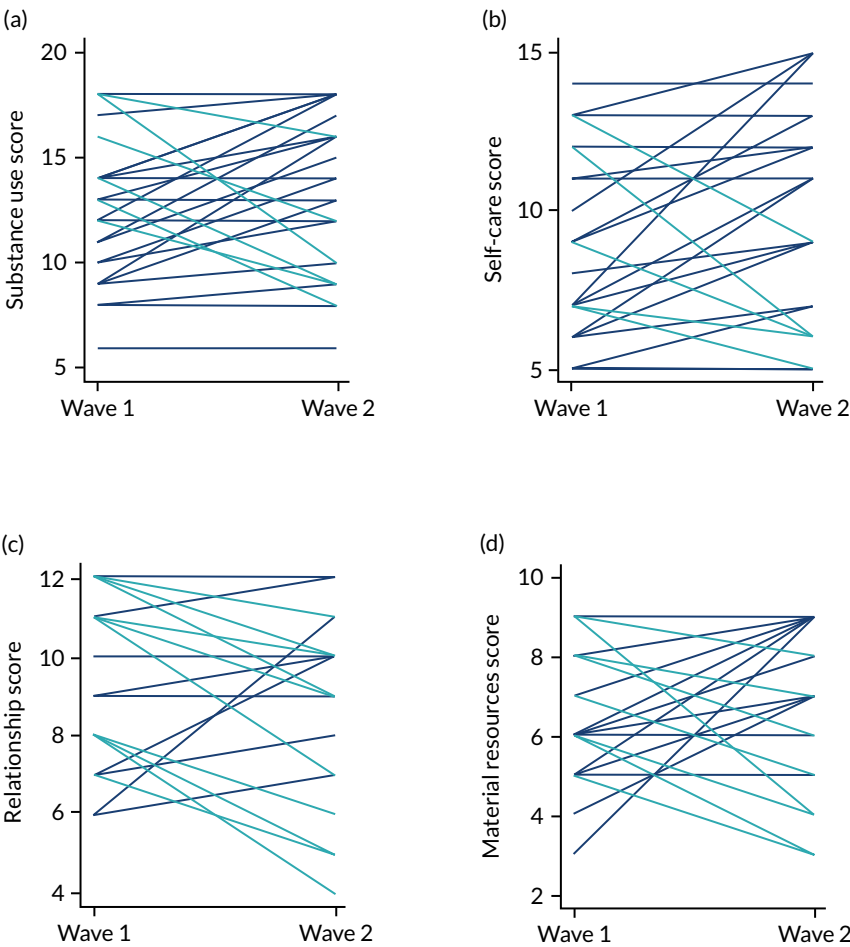 (a)
Substance use score
20
15
10
5
Wave 1 Wave 2
(b)
Self-care score
15
10
5
Wave 1 Wave 2
(c)
Relationship score
12
10
8
6
4
Wave 1 Wave 2
(d)
Material resources score
10
8
6
4
2
Wave 1 Wave 2